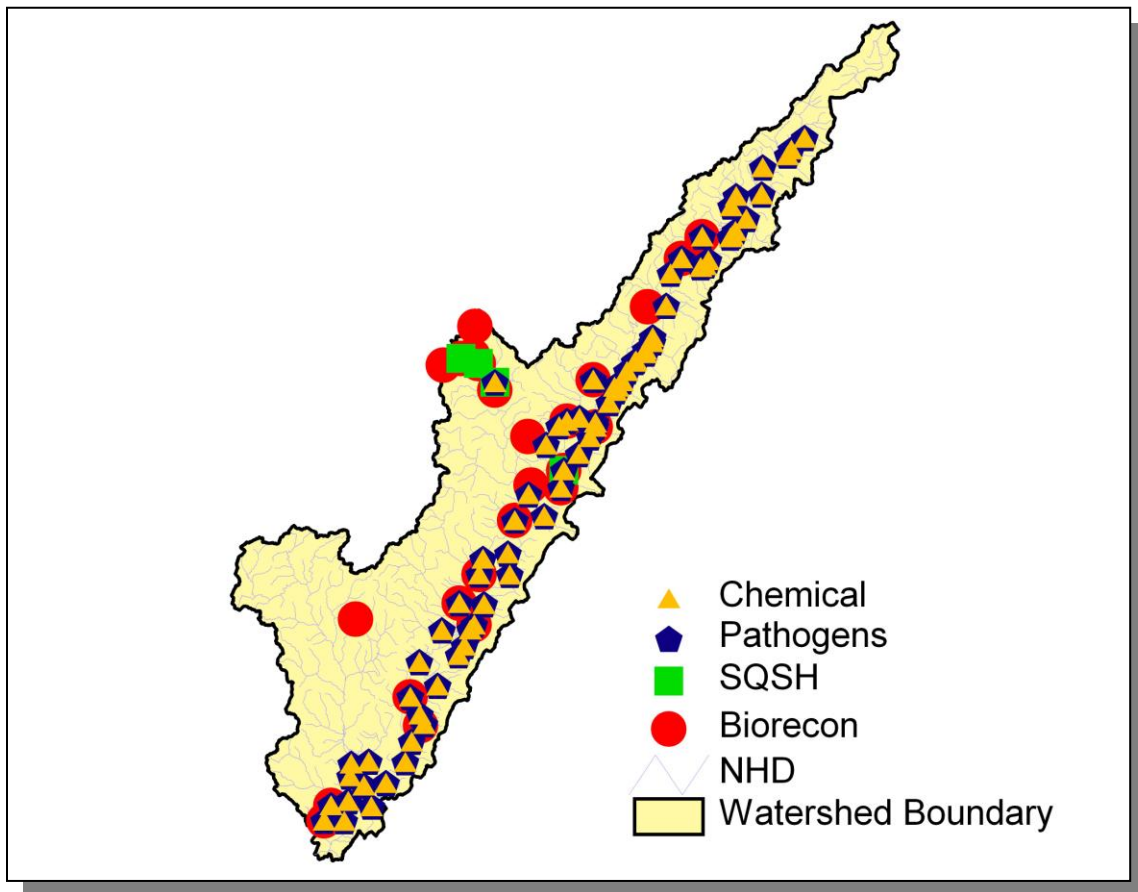 Chemical
Pathogens
SQSH
Biorecon
NHD
Watershed Boundary